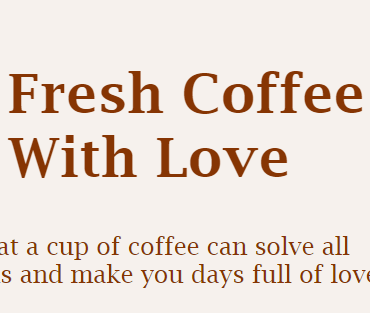 Fresh Coffee
With Love
at a cup of coffee can solve all
s and make you days full of love